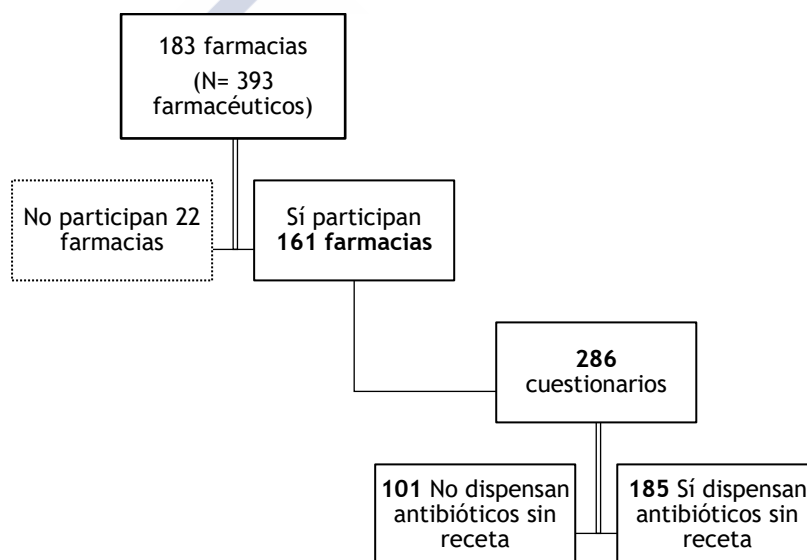 183 farmacias
(N= 393
farmacéuticos)
No participan 22
farmacias
Sí participan
161 farmacias
286
cuestionarios
101 No dispensan
antibióticos sin
receta
185 Sí dispensan
antibióticos sin
receta